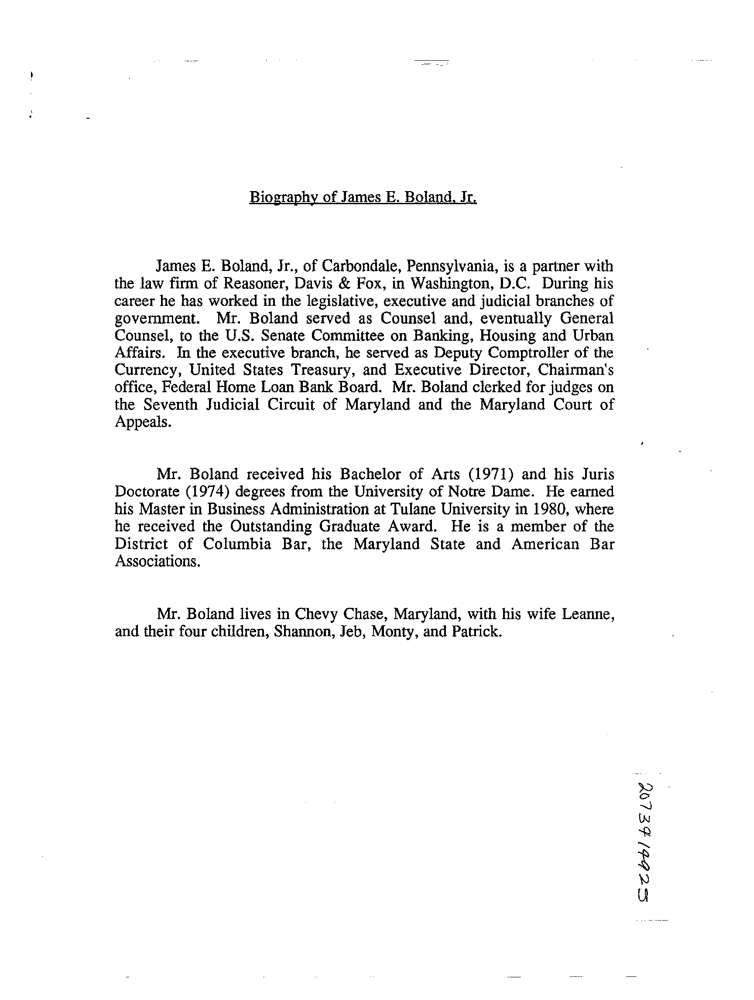 Biography of James E. Boland, Jr.
James E. Boland, Jr., of Carbondale, Pennsylvania, is a partner with
the law firm of Reasoner, Davis & Fox, in Washington, D.C. During his
career he has worked in the legislative, executive and judicial branches of
government. Mr. Boland served as Counsel and, eventually General
Counsel, to the U.S. Senate Committee on Banking, Housing and Urban
Affairs. In the executive branch, he served as Deputy Comptroller of the
Currency, United States Treasury, and Executive Director, Chairman's
office, Federal Home Loan Bank Board. Mr. Boland clerked for judges on
the Seventh Judicial Circuit of Maryland and the Maryland Court of
Appeals.
Mr. Boland received his Bachelor of Arts (1971) and his Juris
Doctorate (1974) degrees from the University of Notre Dame. He earned
his Master in Business Administration at Tulane University in 1980, where
he received the Outstanding Graduate Award. He is a member of the
District of Columbia Bar, the Maryland State and American Bar
Associations.
Mr. Boland lives in Chevy Chase, Maryland, with his wife Leanne,
and their four children, Shannon, Jeb, Monty, and Patrick.
2073914925